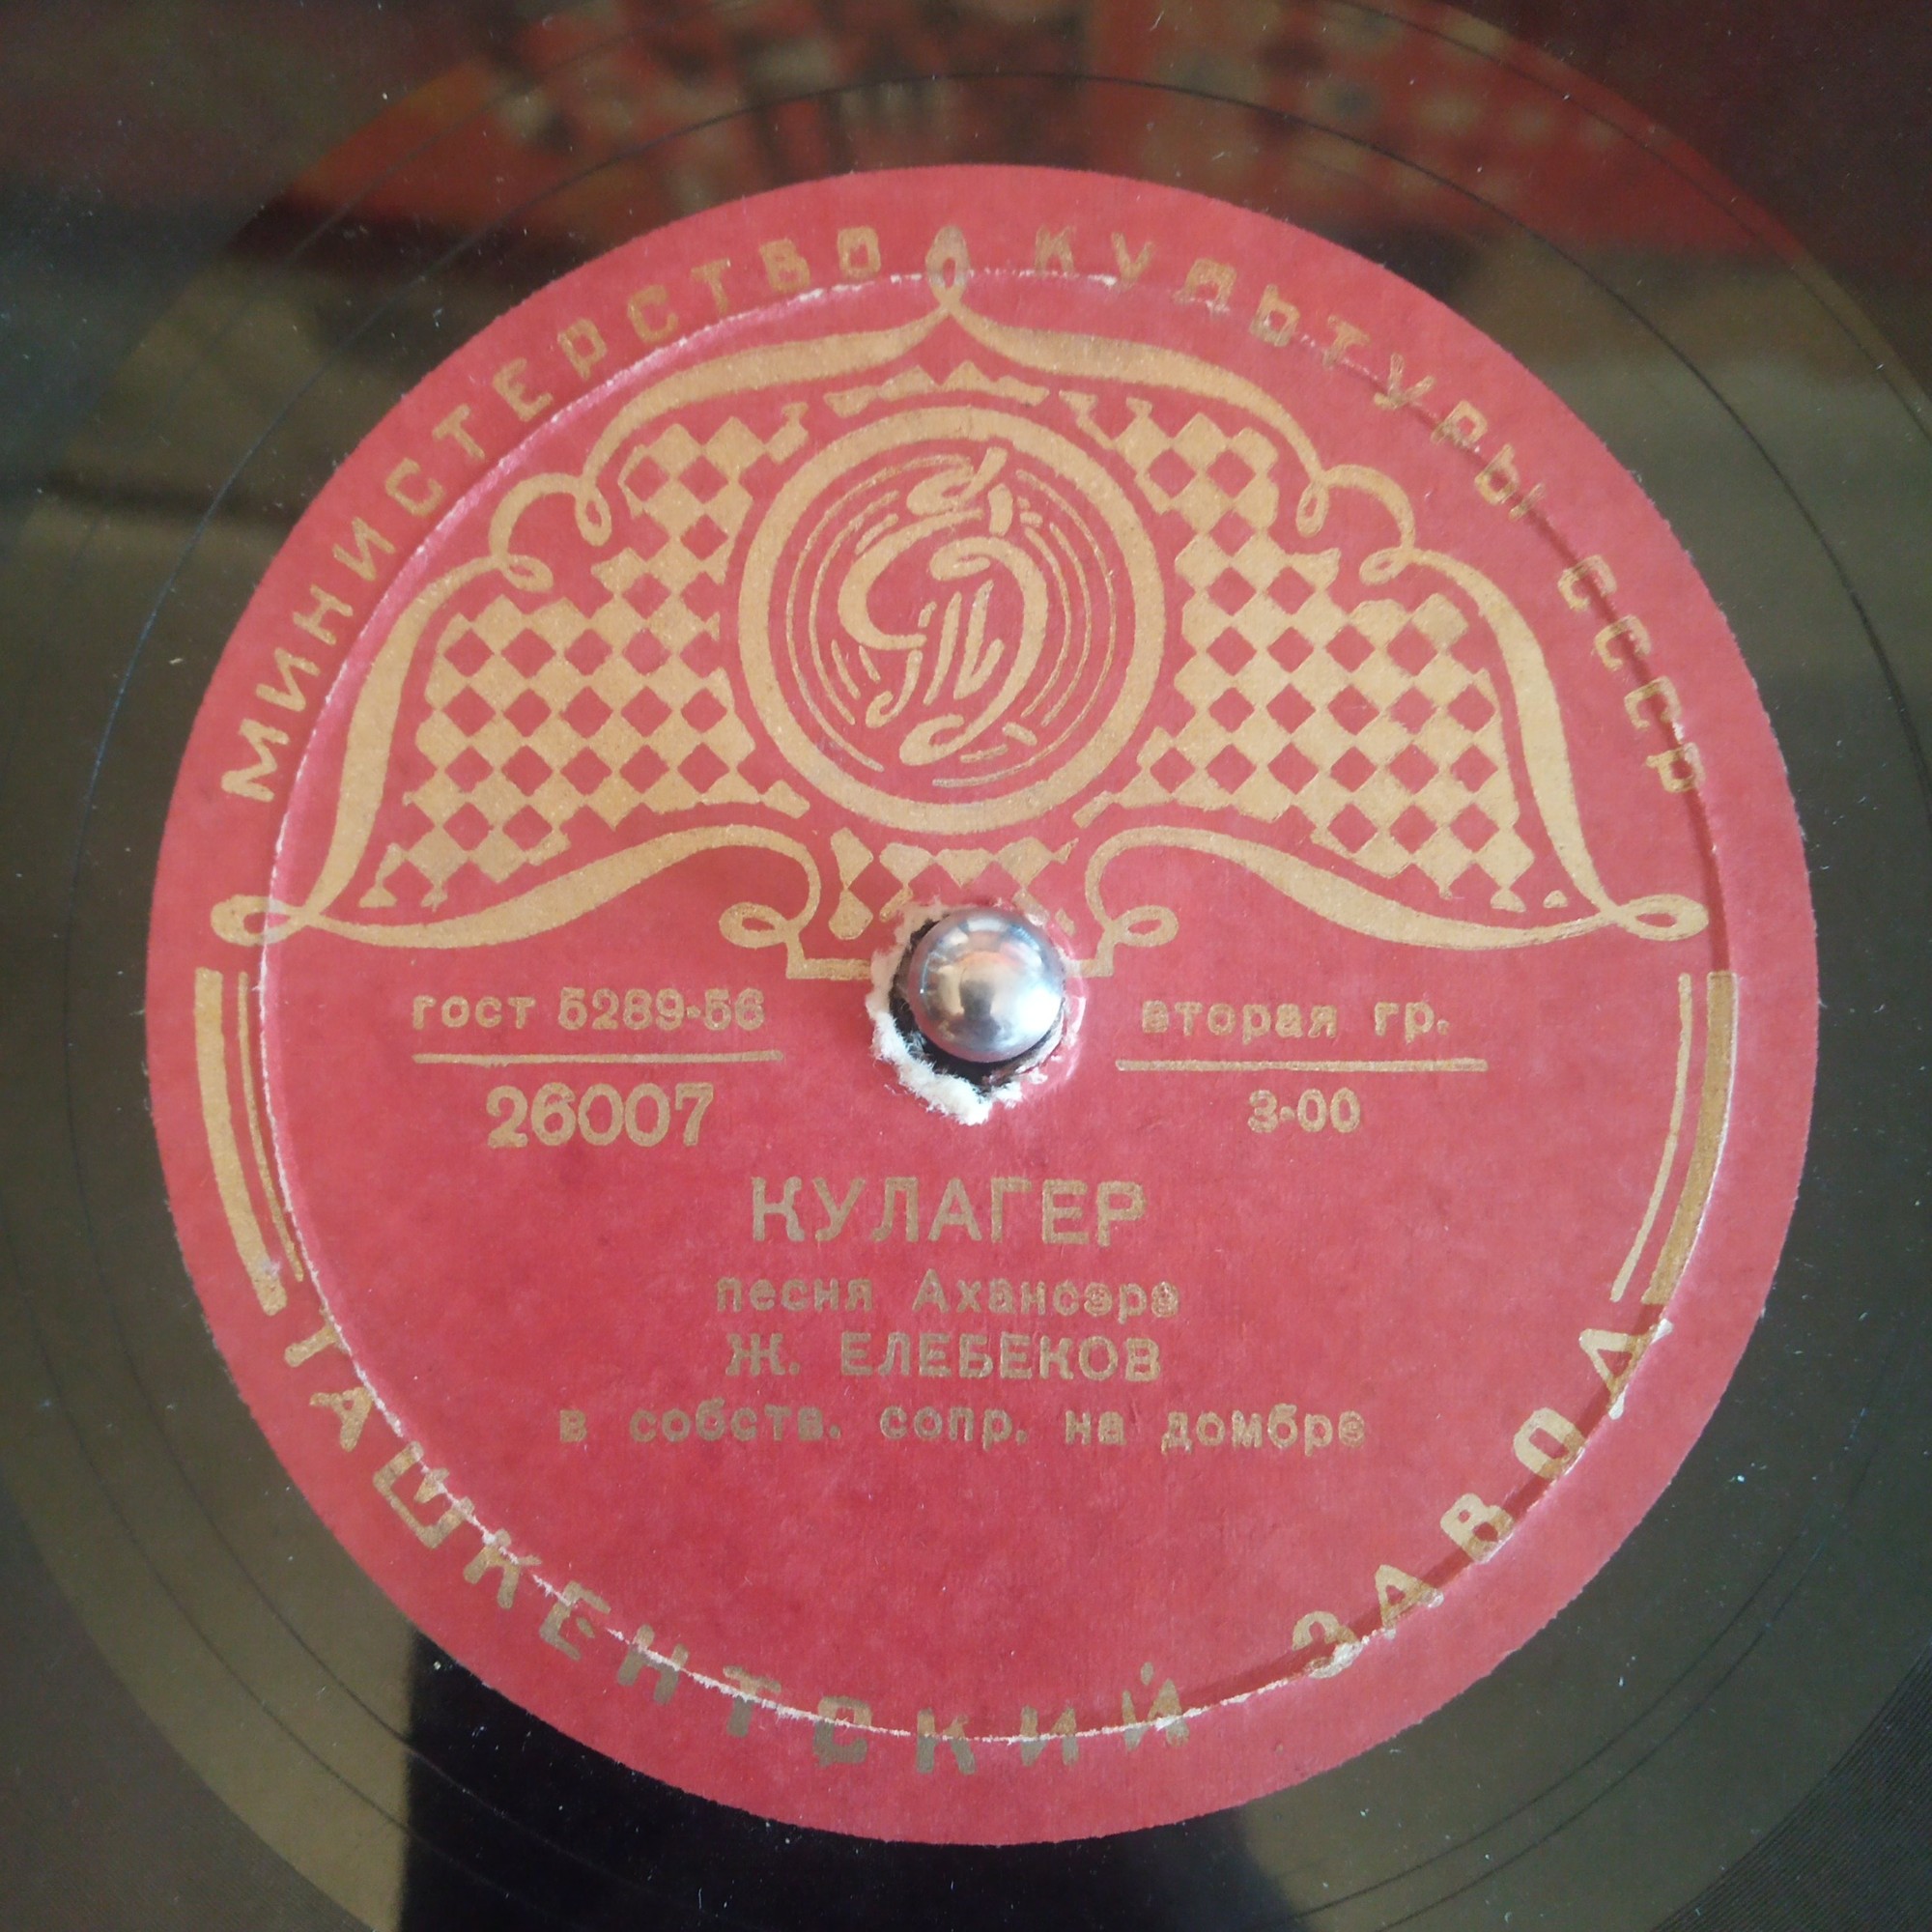 МИНИСТЕРСТВО КУЛЬТУРЫ СССР
гост 5289-56
вторая гр.
26007
3-00
КУЛАГЕР
песня Ахансэрэ
Ж. ЕЛЕБЕКОВ
в собств. сопр. на домбре
ТАШКЕНТСКИЙ ЗАВОД